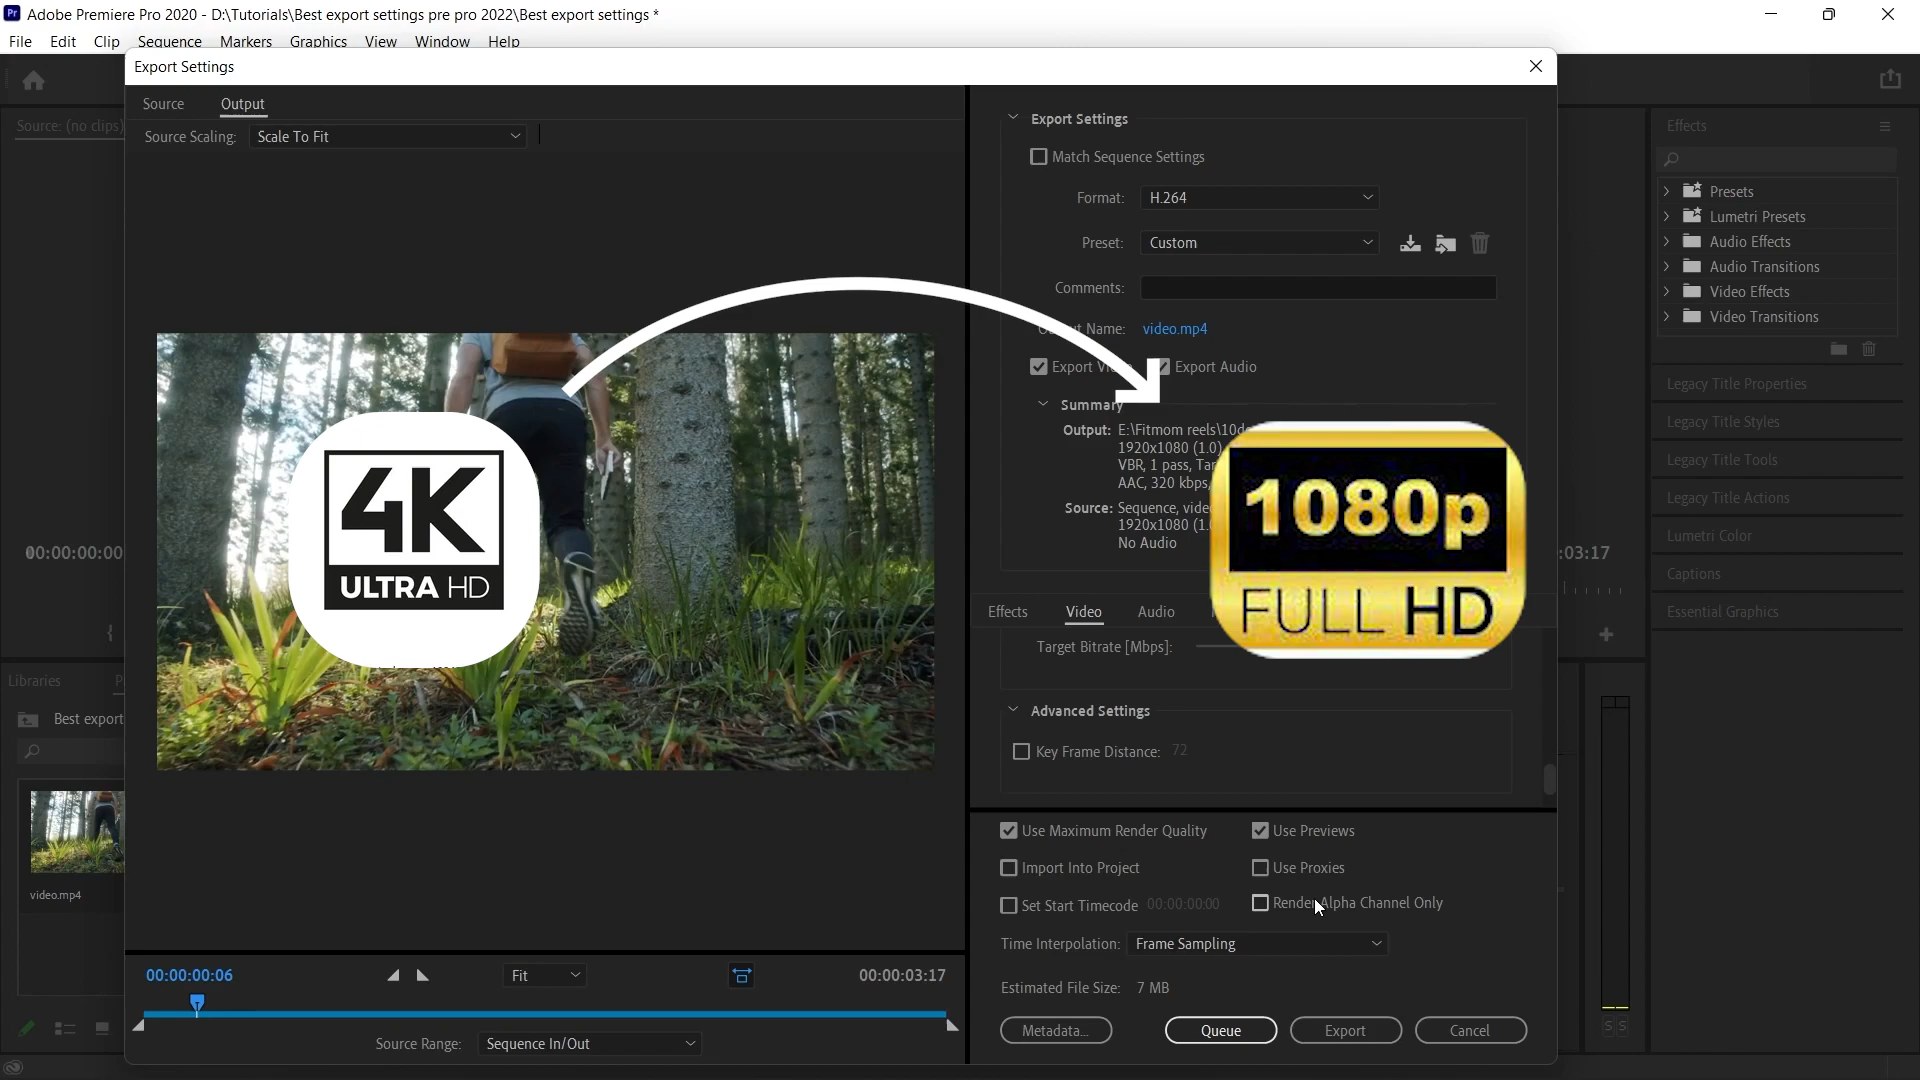 Adobe Premiere Pro 2020 - D:\Tutorials\Best export settings pre pro 2022\Best export settings *
File Edit Clip Sequence Markers Graphics View Window Help
Export Settings
Source Output
Source Scaling: Scale To Fit
Export Settings
Match Sequence Settings
Format: H.264
Preset: Custom
Comments:
Name: video.mp4
Export Export Audio
Summary
Output: E:\Fitmom reels\10d
1920x1080 (1.0)
VBR, 1 pass,
AAC, 320 kbps,
Source: Sequence,
1920x1080
No Audio
4K
ULTRA HD
1080p
FULL HD
Effects Video Audio
Target Bitrate [Mbps]:
Advanced Settings
Key Frame Distance: 72
Use Maximum Render Quality Use Previews
Import Into Project Use Proxies
Set Start Timecode 00:00:00:00 Render Alpha Channel Only
Time Interpolation: Frame Sampling
Estimated File Size: 7 MB
Metadata... Queue Export Cancel
00:00:00:06 Fit 00:00:03:17
Source Range: Sequence In/Out
Source: (no clips)
00:00:00:00
Libraries
Best export
video.mp4
:03:17
Effects
Presets
Lumetri Presets
Audio Effects
Audio Transitions
Video Effects
Video Transitions
Legacy Title Properties
Legacy Title Styles
Legacy Title Tools
Legacy Title Actions
Lumetri Color
Captions
Essential Graphics
S S